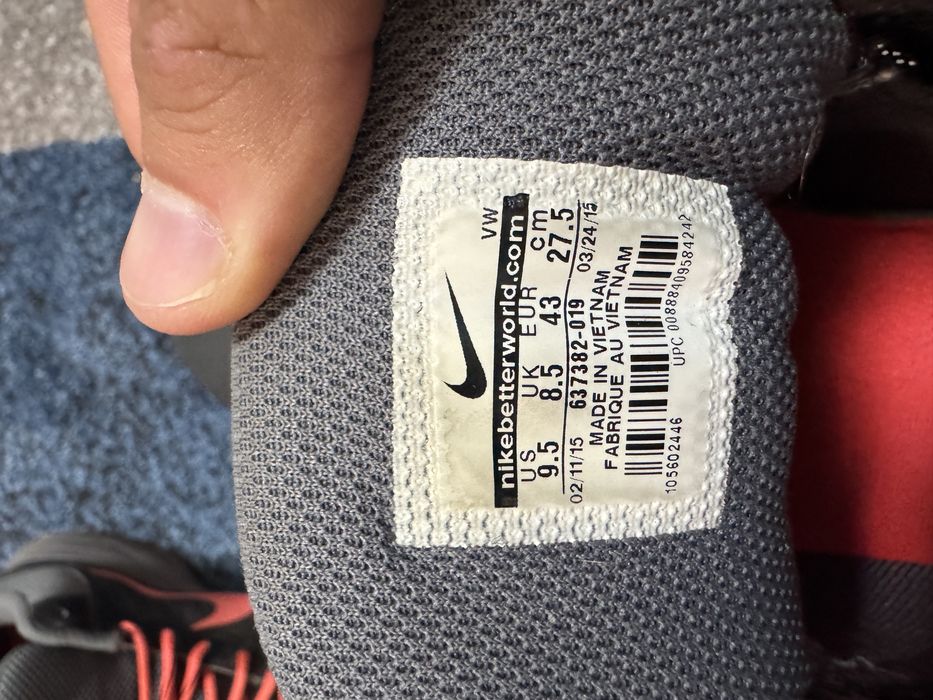 VW
nikebetterworld.com
US UK EUR cm
9.5 8.5 43 27.5
02/11/15 637382-019 03/24/15
MADE IN VIETNAM
FABRIQUE AU VIETNAM
105602446 UPC 00888409584242